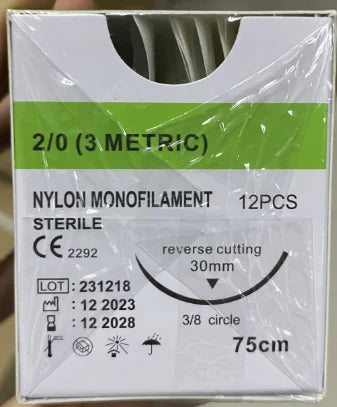 2/0 (3 METRIC)
NYLON MONOFILAMENT 12PCS
STERILE
CE 2292
reverse cutting
30mm
LOT : 231218
: 12 2023
: 12 2028
3/8 circle
75cm